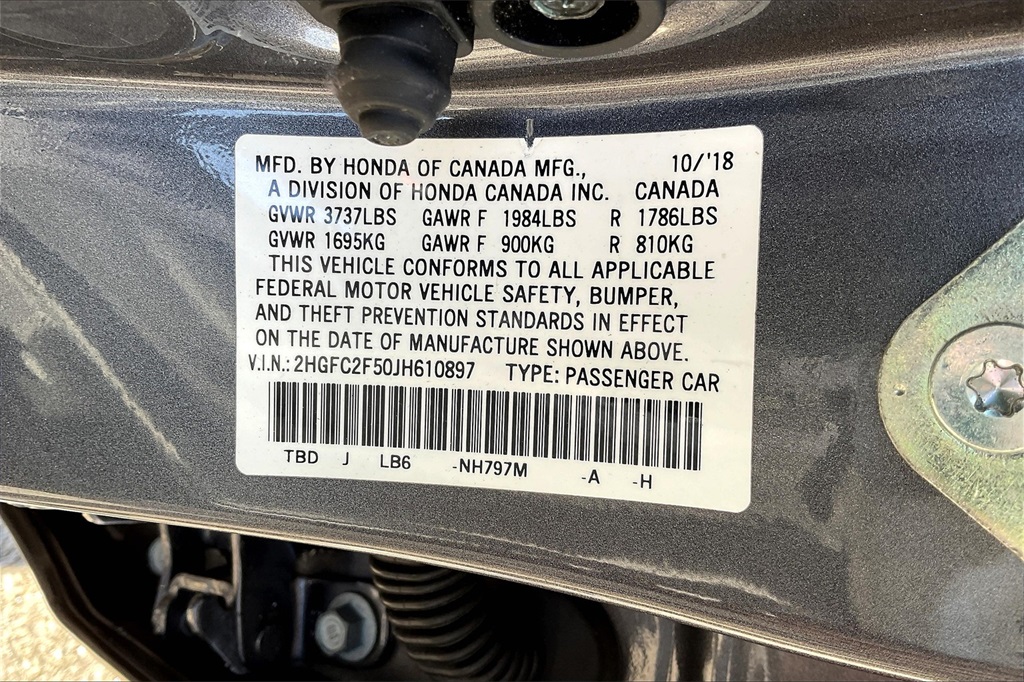 MFD. BY HONDA OF CANADA MFG., 10/'18
A DIVISION OF HONDA CANADA INC. CANADA
GVWR 3737LBS GAWR F 1984LBS R 1786LBS
GVWR 1695KG GAWR F 900KG R 810KG
THIS VEHICLE CONFORMS TO ALL APPLICABLE
FEDERAL MOTOR VEHICLE SAFETY, BUMPER,
AND THEFT PREVENTION STANDARDS IN EFFECT
ON THE DATE OF MANUFACTURE SHOWN ABOVE.
V.I.N.: 2HGFC2F50JH610897 TYPE: PASSENGER CAR
TBD J LB6 -NH797M -A -H